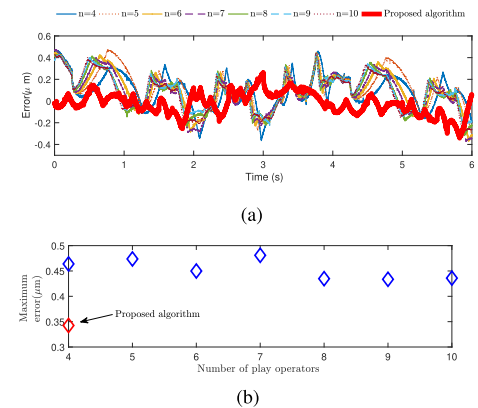 n=4 n=5 n=6 n=7 n=8 n=9 n=10 Proposed algorithm
0.6
0.4
0.2
0
-0.2
-0.4
Error(μ m)
0 1 2 3 4 5 6
Time (s)
(a)
0.5
0.45
0.4
0.35
0.3
Maximum
error(μm)
Proposed algorithm
4 5 6 7 8 9 10
Number of play operators
(b)